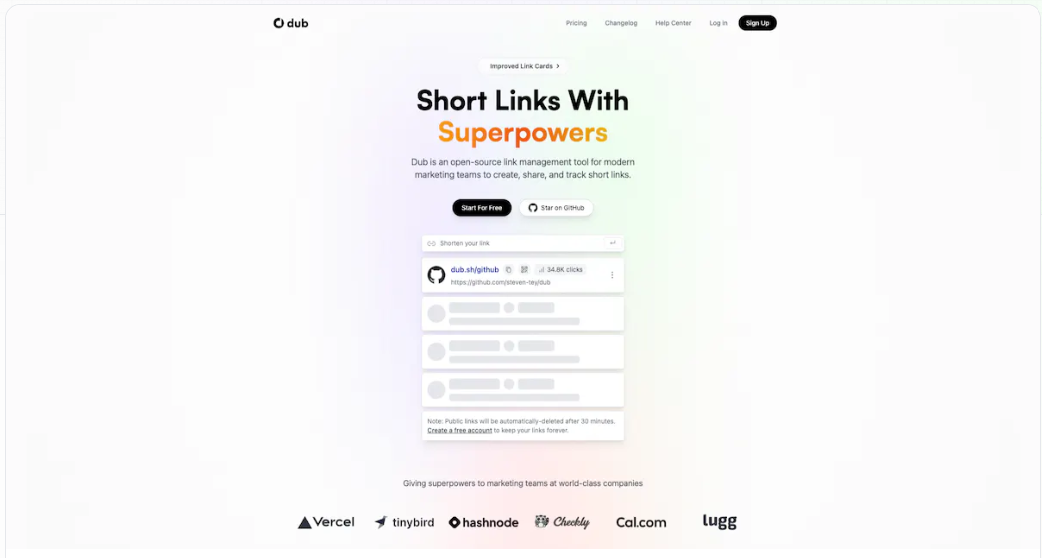 dub
Pricing Changelog Help Center Log in Sign Up
Improved Link Cards
Short Links With
Superpowers
Dub is an open-source link management tool for modern
marketing teams to create, share, and track short links.
Start For Free Star on GitHub
Shorten your link
dub.sh/github 34.8K clicks
https://github.com/steven-tey/dub
Note: Public links will be automatically-deleted after 30 minutes.
Create a free account to keep your links forever.
Giving superpowers to marketing teams at world-class companies
Vercel tinybird hashnode Checkly Cal.com lugg